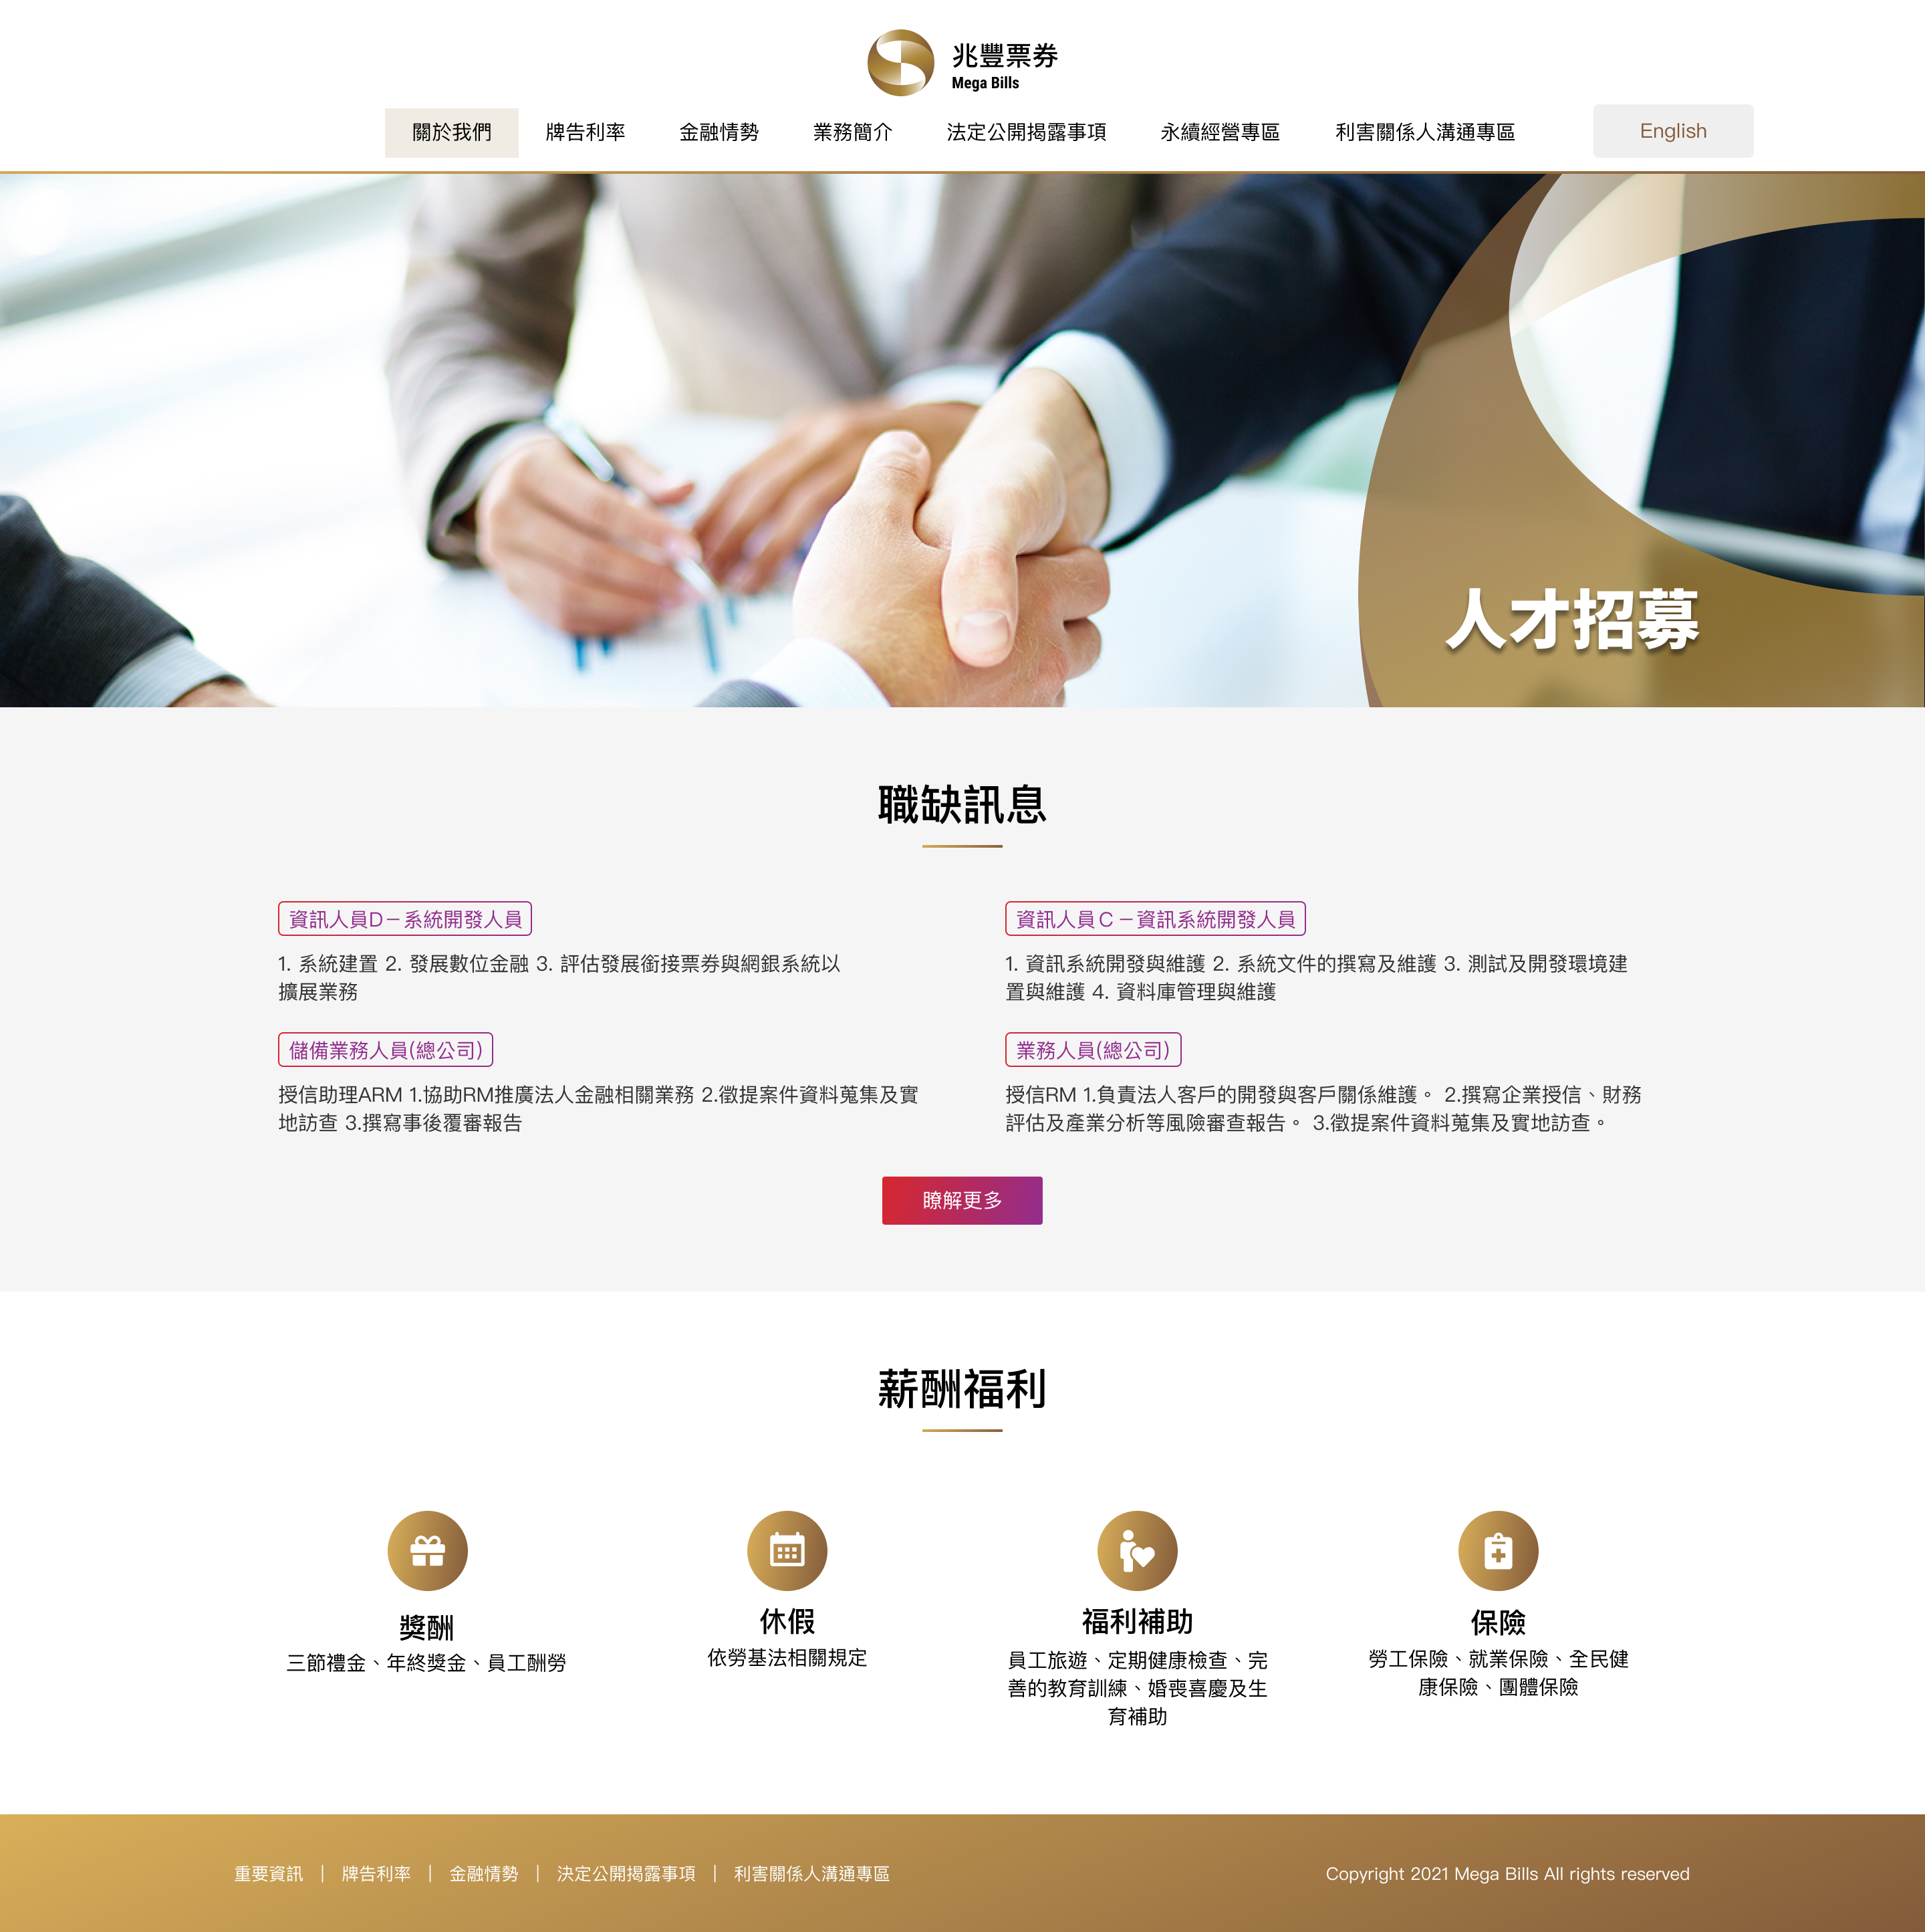 兆豐票券
Mega Bills
關於我們 牌告利率 金融情勢 業務簡介 法定公開揭露事項 永續經營專區 利害關係人溝通專區 English
人才招募
職缺訊息
資訊人員D－系統開發人員
1. 系統建置 2. 發展數位金融 3. 評估發展銜接票券與網銀系統以
擴展業務
資訊人員Ｃ－資訊系統開發人員
1. 資訊系統開發與維護 2. 系統文件的撰寫及維護 3. 測試及開發環境建
置與維護 4. 資料庫管理與維護
儲備業務人員(總公司)
授信助理ARM 1.協助RM推廣法人金融相關業務 2.徵提案件資料蒐集及實
地訪查 3.撰寫事後覆審報告
業務人員(總公司)
授信RM 1.負責法人客戶的開發與客戶關係維護。 2.撰寫企業授信、財務
評估及產業分析等風險審查報告。 3.徵提案件資料蒐集及實地訪查。
瞭解更多
薪酬福利
獎酬
三節禮金、年終獎金、員工酬勞
休假
依勞基法相關規定
福利補助
員工旅遊、定期健康檢查、完
善的教育訓練、婚喪喜慶及生
育補助
保險
勞工保險、就業保險、全民健
康保險、團體保險
重要資訊 | 牌告利率 | 金融情勢 | 決定公開揭露事項 | 利害關係人溝通專區
Copyright 2021 Mega Bills All rights reserved